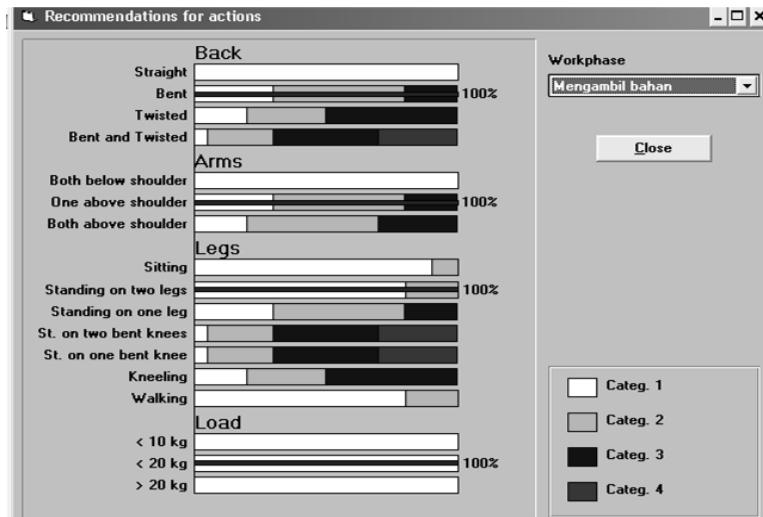 Recommendations for actions
Back
Straight
Bent 100%
Twisted
Bent and Twisted
Arms
Both below shoulder
One above shoulder 100%
Both above shoulder
Legs
Sitting
Standing on two legs 100%
Standing on one leg
St. on two bent knees
St. on one bent knee
Kneeling
Walking
Load
< 10 kg
< 20 kg 100%
> 20 kg
Workphase
Mengambil bahan
Close
Categ. 1
Categ. 2
Categ. 3
Categ. 4